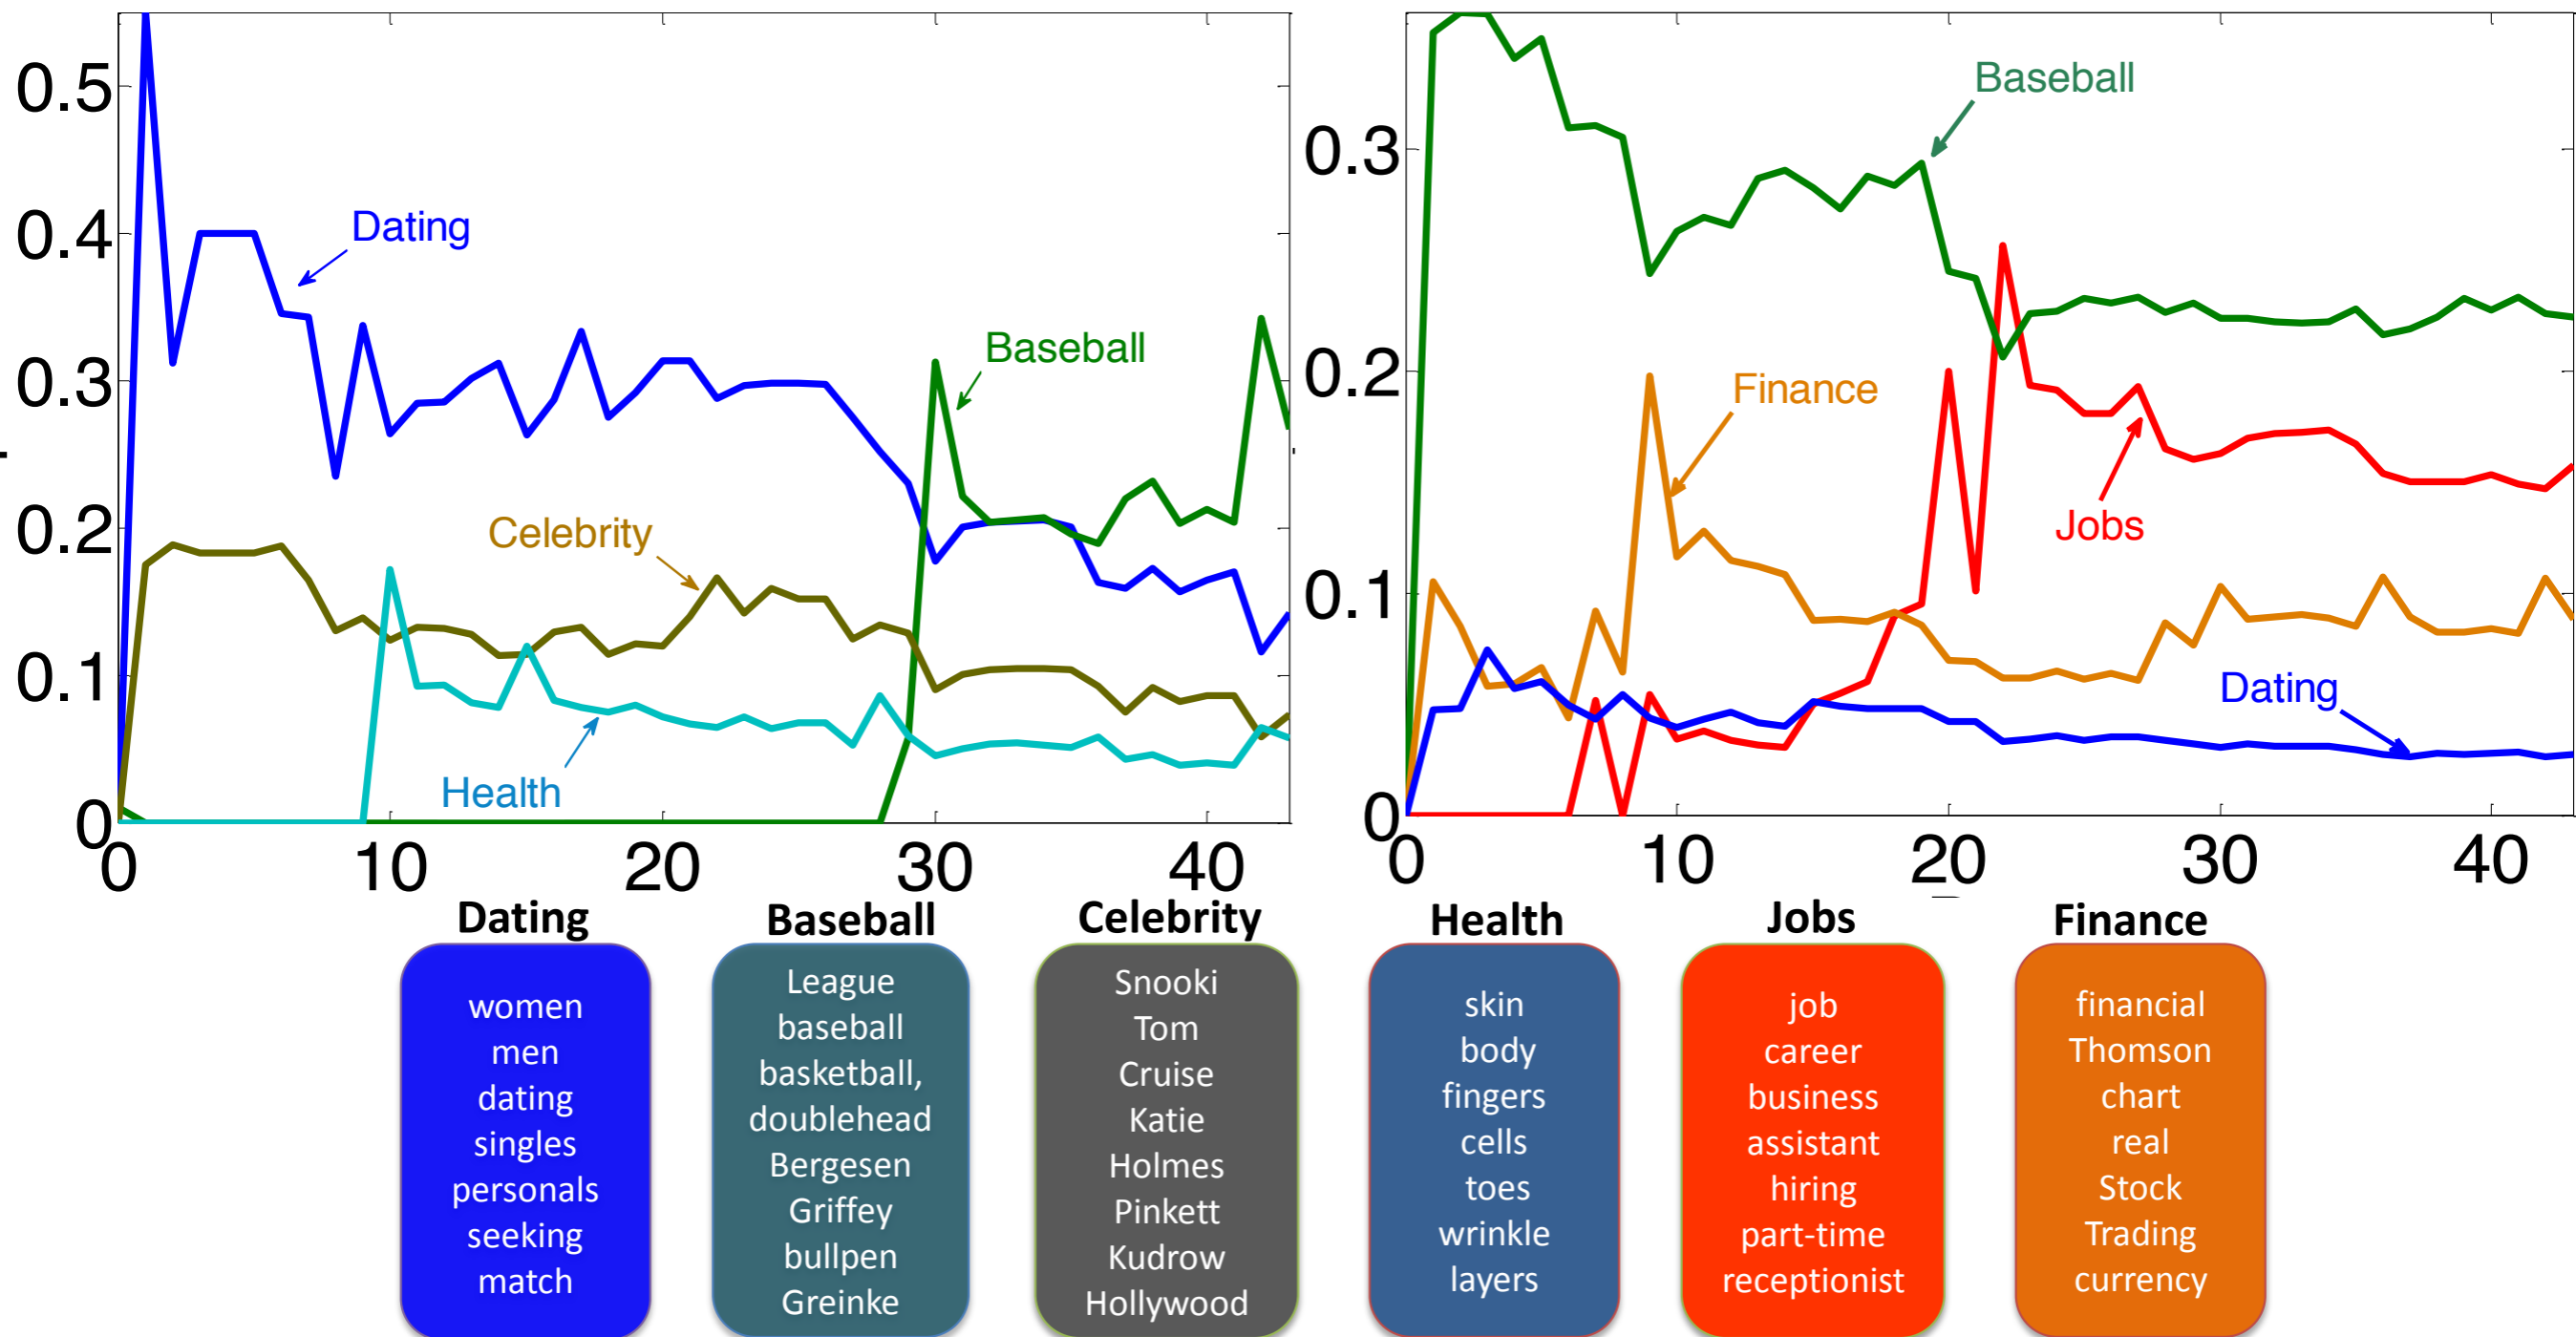 0.5
0.4
0.3
0.2
0.1
0
0
10
20
30
40
Dating
Baseball
Celebrity
Health
0.3
0.2
0.1
0
0
10
20
30
40
Baseball
Finance
Jobs
Dating
Dating
women
men
dating
singles
personals
seeking
match
Baseball
League
baseball
basketball,
doublehead
Bergesen
Griffey
bullpen
Greinke
Celebrity
Snooki
Tom
Cruise
Katie
Holmes
Pinkett
Kudrow
Hollywood
Health
skin
body
fingers
cells
toes
wrinkle
layers
Jobs
job
career
business
assistant
hiring
part-time
receptionist
Finance
financial
Thomson
chart
real
Stock
Trading
currency